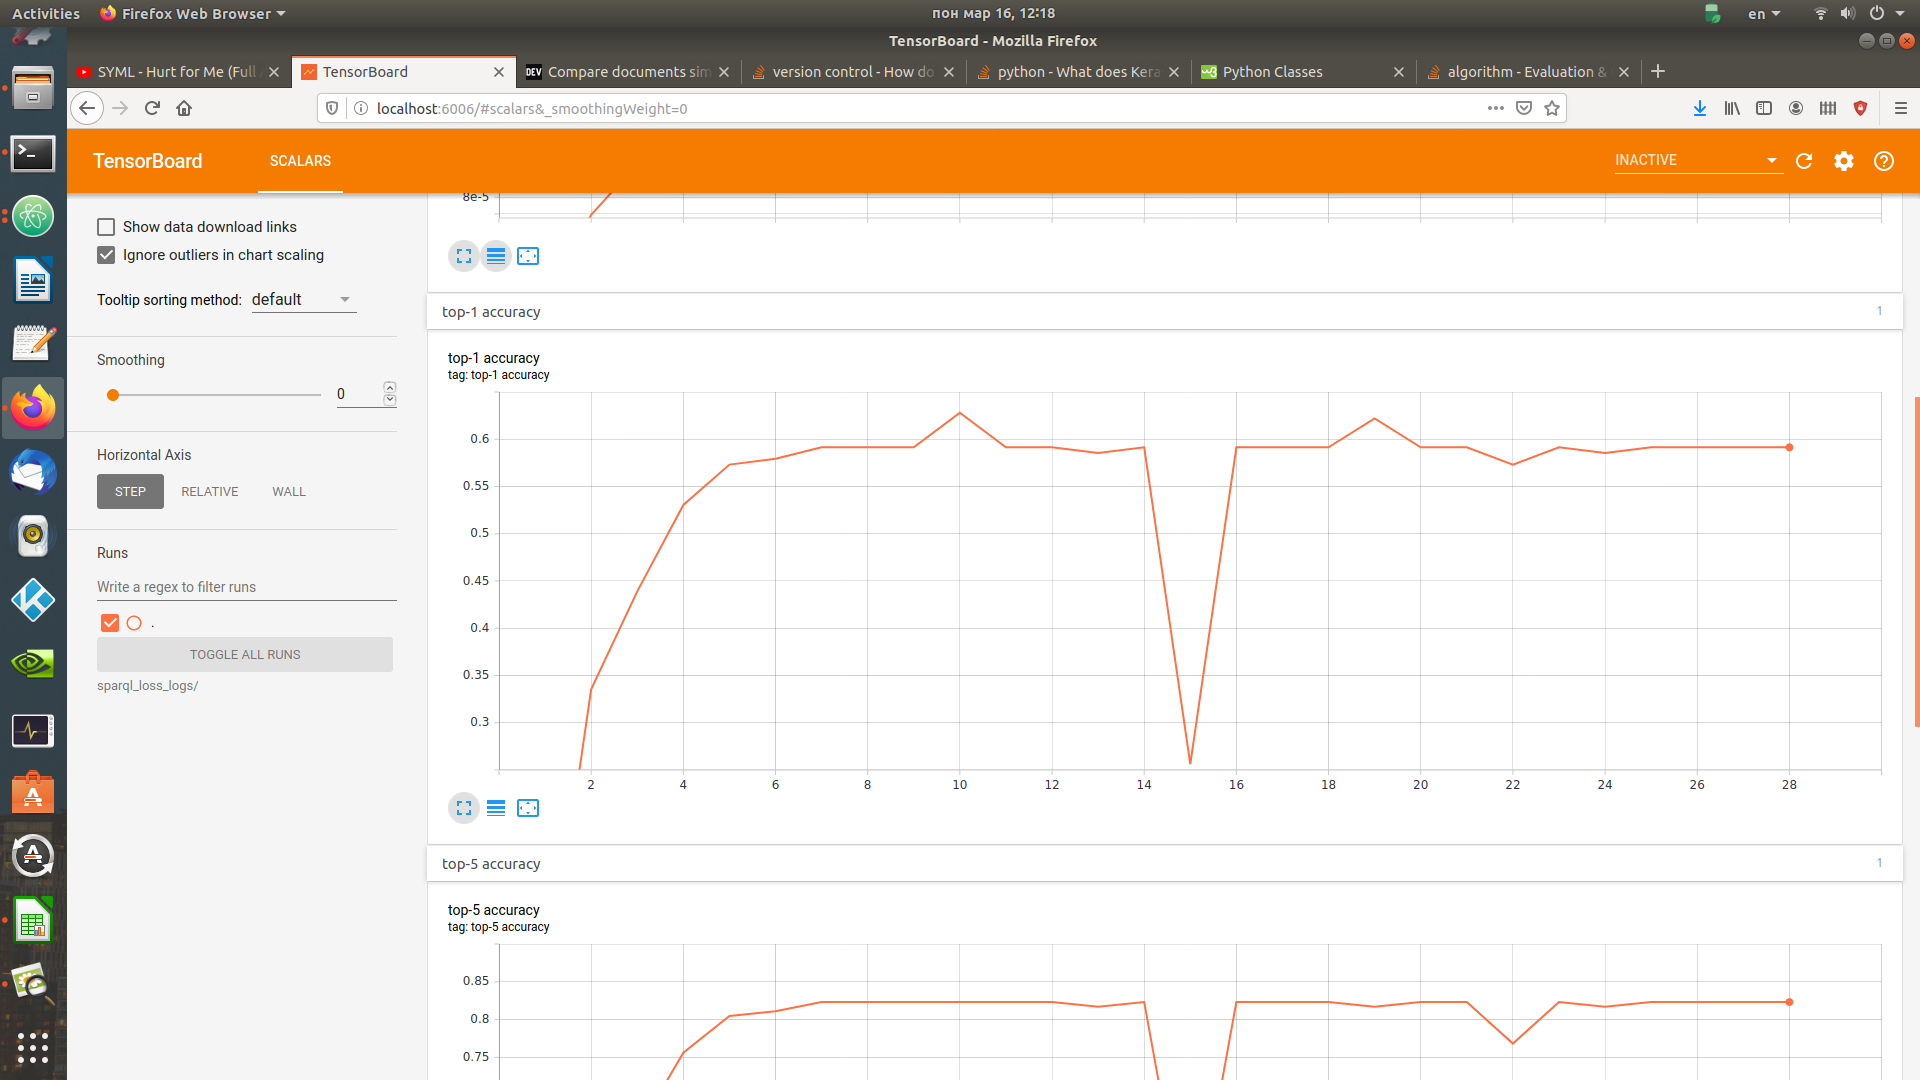 Activities Firefox Web Browser пон мар 16, 12:18 en
TensorBoard - Mozilla Firefox
SYML - Hurt for Me (Full TensorBoard DEV Compare documents sim version control - How do python - What does Kera w3 Python Classes algorithm - Evaluation &
localhost:6006/#scalars&_smoothingWeight=0
TensorBoard SCALARS INACTIVE
Show data download links
Ignore outliers in chart scaling
Tooltip sorting method: default
Smoothing
0
Horizontal Axis
STEP RELATIVE WALL
Runs
Write a regex to filter runs
.
TOGGLE ALL RUNS
sparql_loss_logs/
8e-5
top-1 accuracy 1
top-1 accuracy
tag: top-1 accuracy
0.6
0.55
0.5
0.45
0.4
0.35
0.3
2 4 6 8 10 12 14 16 18 20 22 24 26 28
top-5 accuracy 1
top-5 accuracy
tag: top-5 accuracy
0.85
0.8
0.75